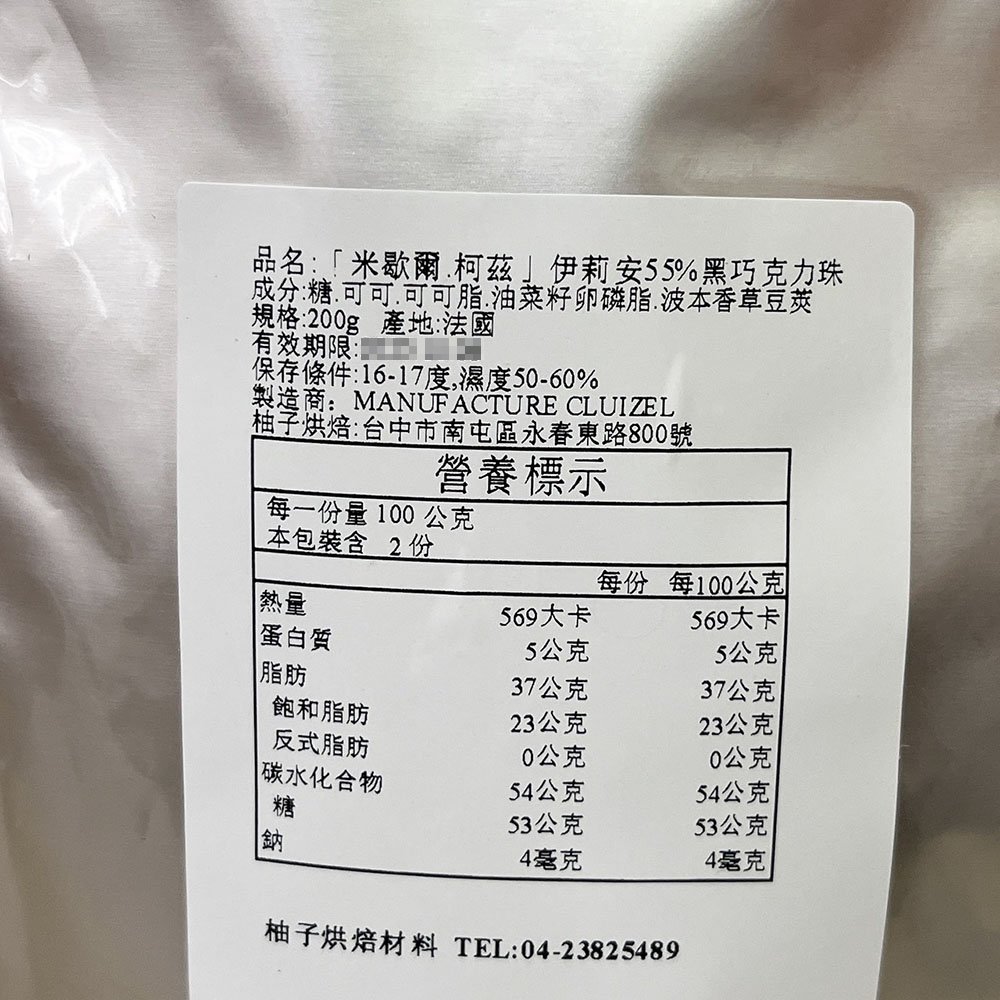 品名:「米歇爾.柯茲」伊莉安55%黑巧克力珠
成分:糖.可可.可可脂.油菜籽卵磷脂.波本香草豆莢
規格:200g 產地:法國
有效期限:
保存條件:16-17度,濕度50-60%
製造商：MANUFACTURE CLUIZEL
柚子烘焙:台中市南屯區永春東路800號
營養標示
每一份量 100 公克
本包裝含 2 份
每份 每100公克
熱量 569大卡 569大卡
蛋白質 5公克 5公克
脂肪 37公克 37公克
飽和脂肪 23公克 23公克
反式脂肪 0公克 0公克
碳水化合物 54公克 54公克
糖 53公克 53公克
鈉 4毫克 4毫克
柚子烘焙材料 TEL:04-23825489